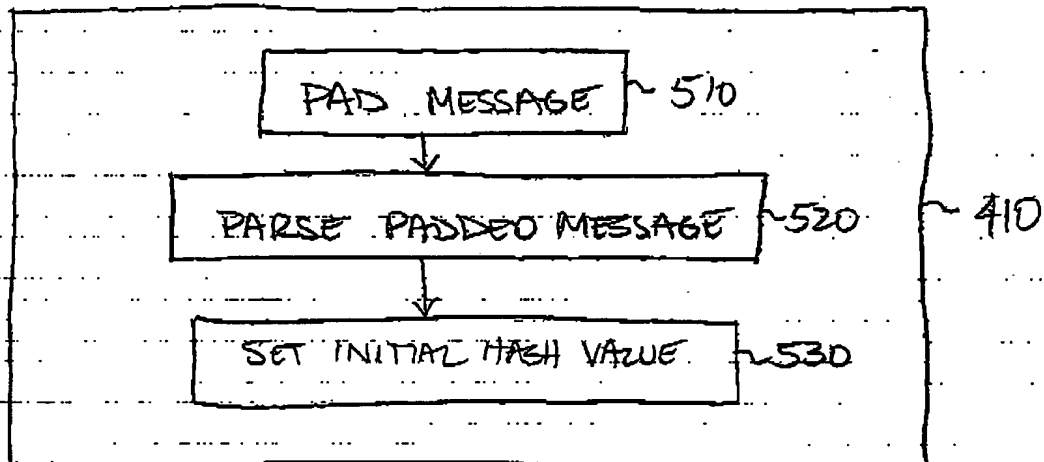 PAD MESSAGE 510
PARSE PADDED MESSAGE 520
410
SET INITIAL HASH VALUE 530